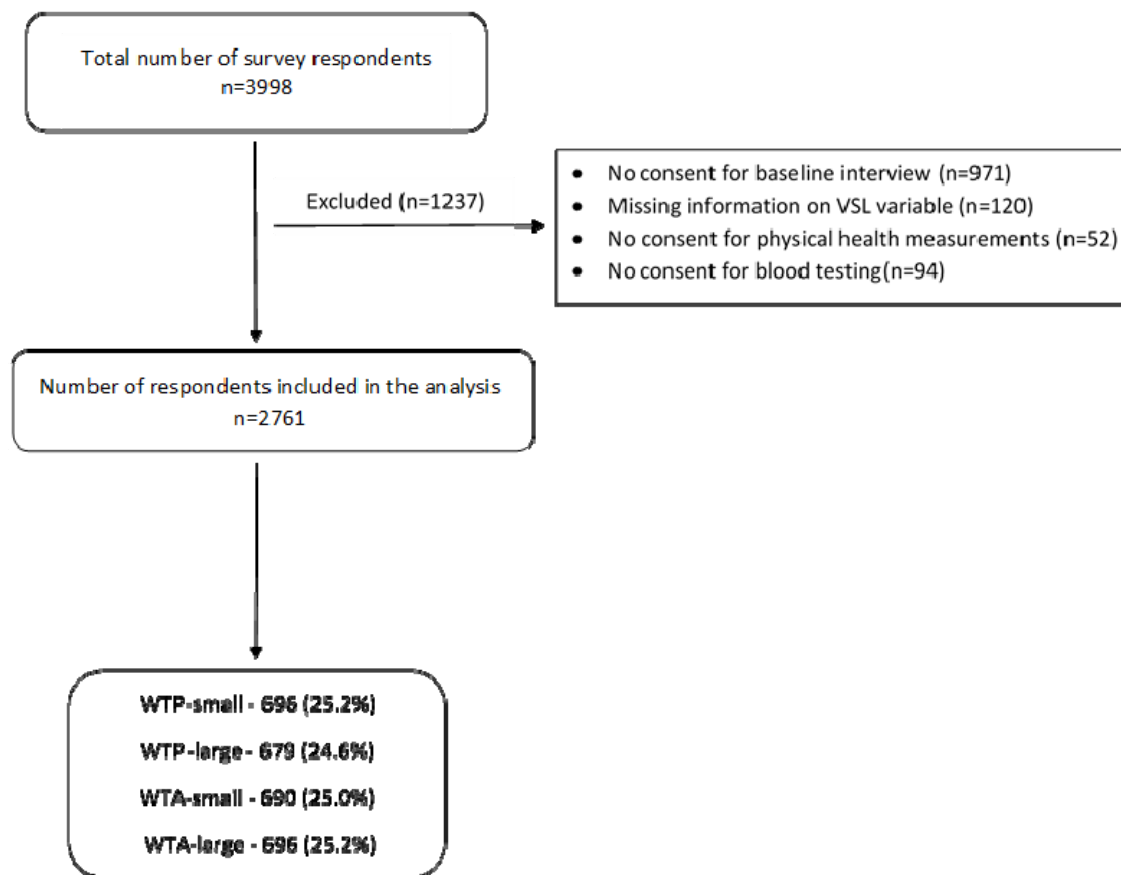 Total number of survey respondents
n=3998
Excluded (n=1237)
• No consent for baseline interview (n=971)
• Missing information on VSL variable (n=120)
• No consent for physical health measurements (n=52)
• No consent for blood testing(n=94)
Number of respondents included in the analysis
n=2761
WTP-small - 696 (25.2%)
WTP-large - 679 (24.6%)
WTA-small - 690 (25.0%)
WTA-large - 696 (25.2%)